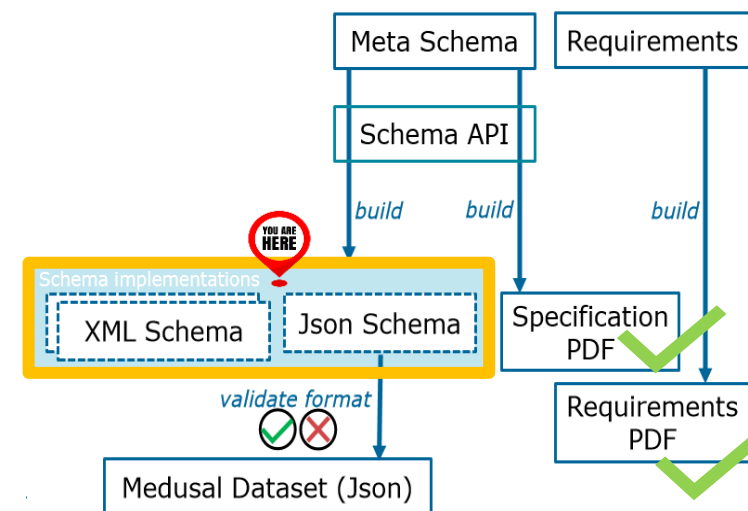 Meta Schema
Requirements
Schema API
build
build
build
YOU ARE
HERE
Schema implementations
XML Schema
Json Schema
Specification
PDF
validate format
Requirements
PDF
Medusal Dataset (Json)